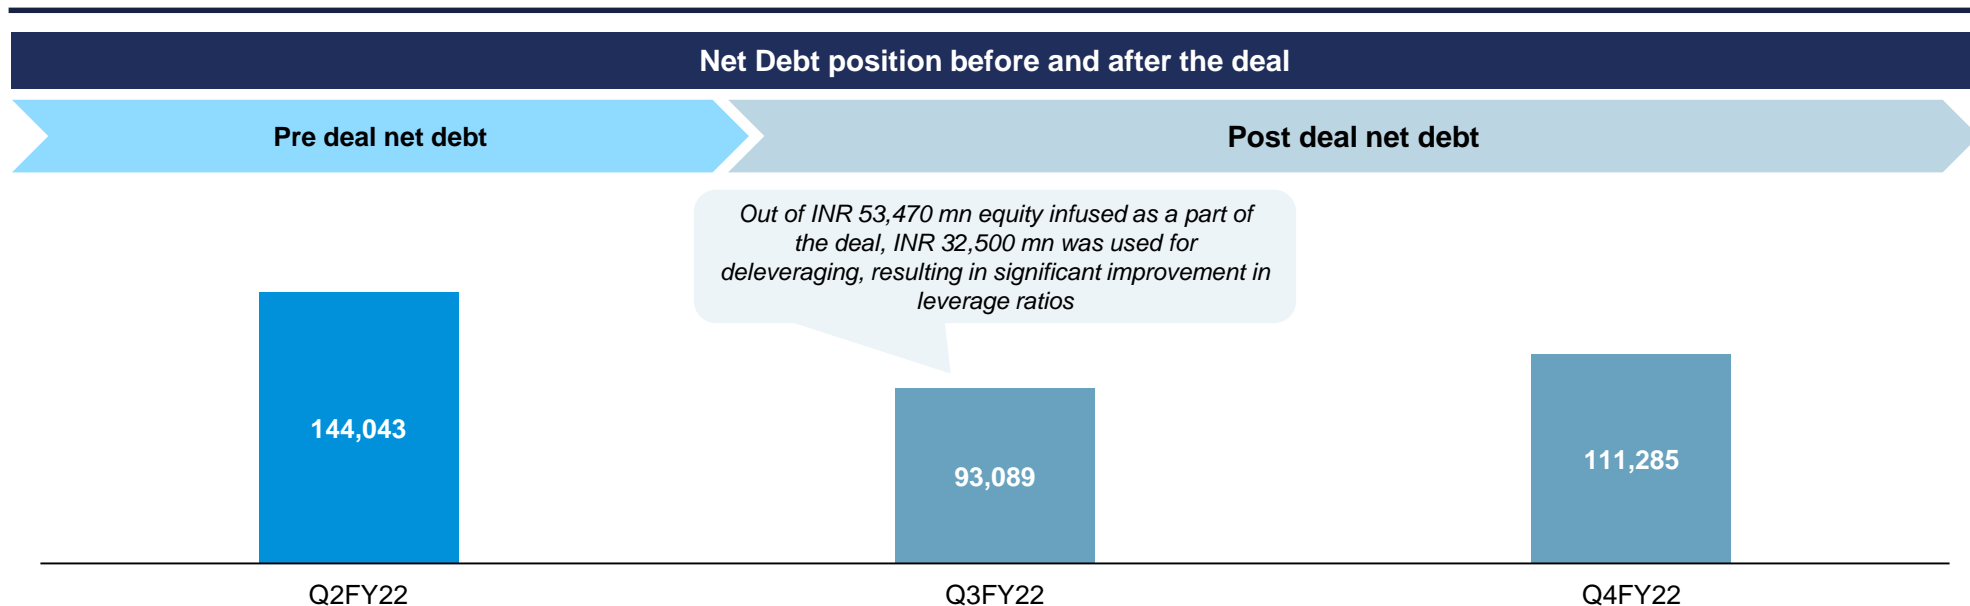 Net Debt position before and after the deal
Pre deal net debt
Post deal net debt
Out of INR 53,470 mn equity infused as a part of
the deal, INR 32,500 mn was used for
deleveraging, resulting in significant improvement in
leverage ratios
144,043
93,089
111,285
Q2FY22
Q3FY22
Q4FY22